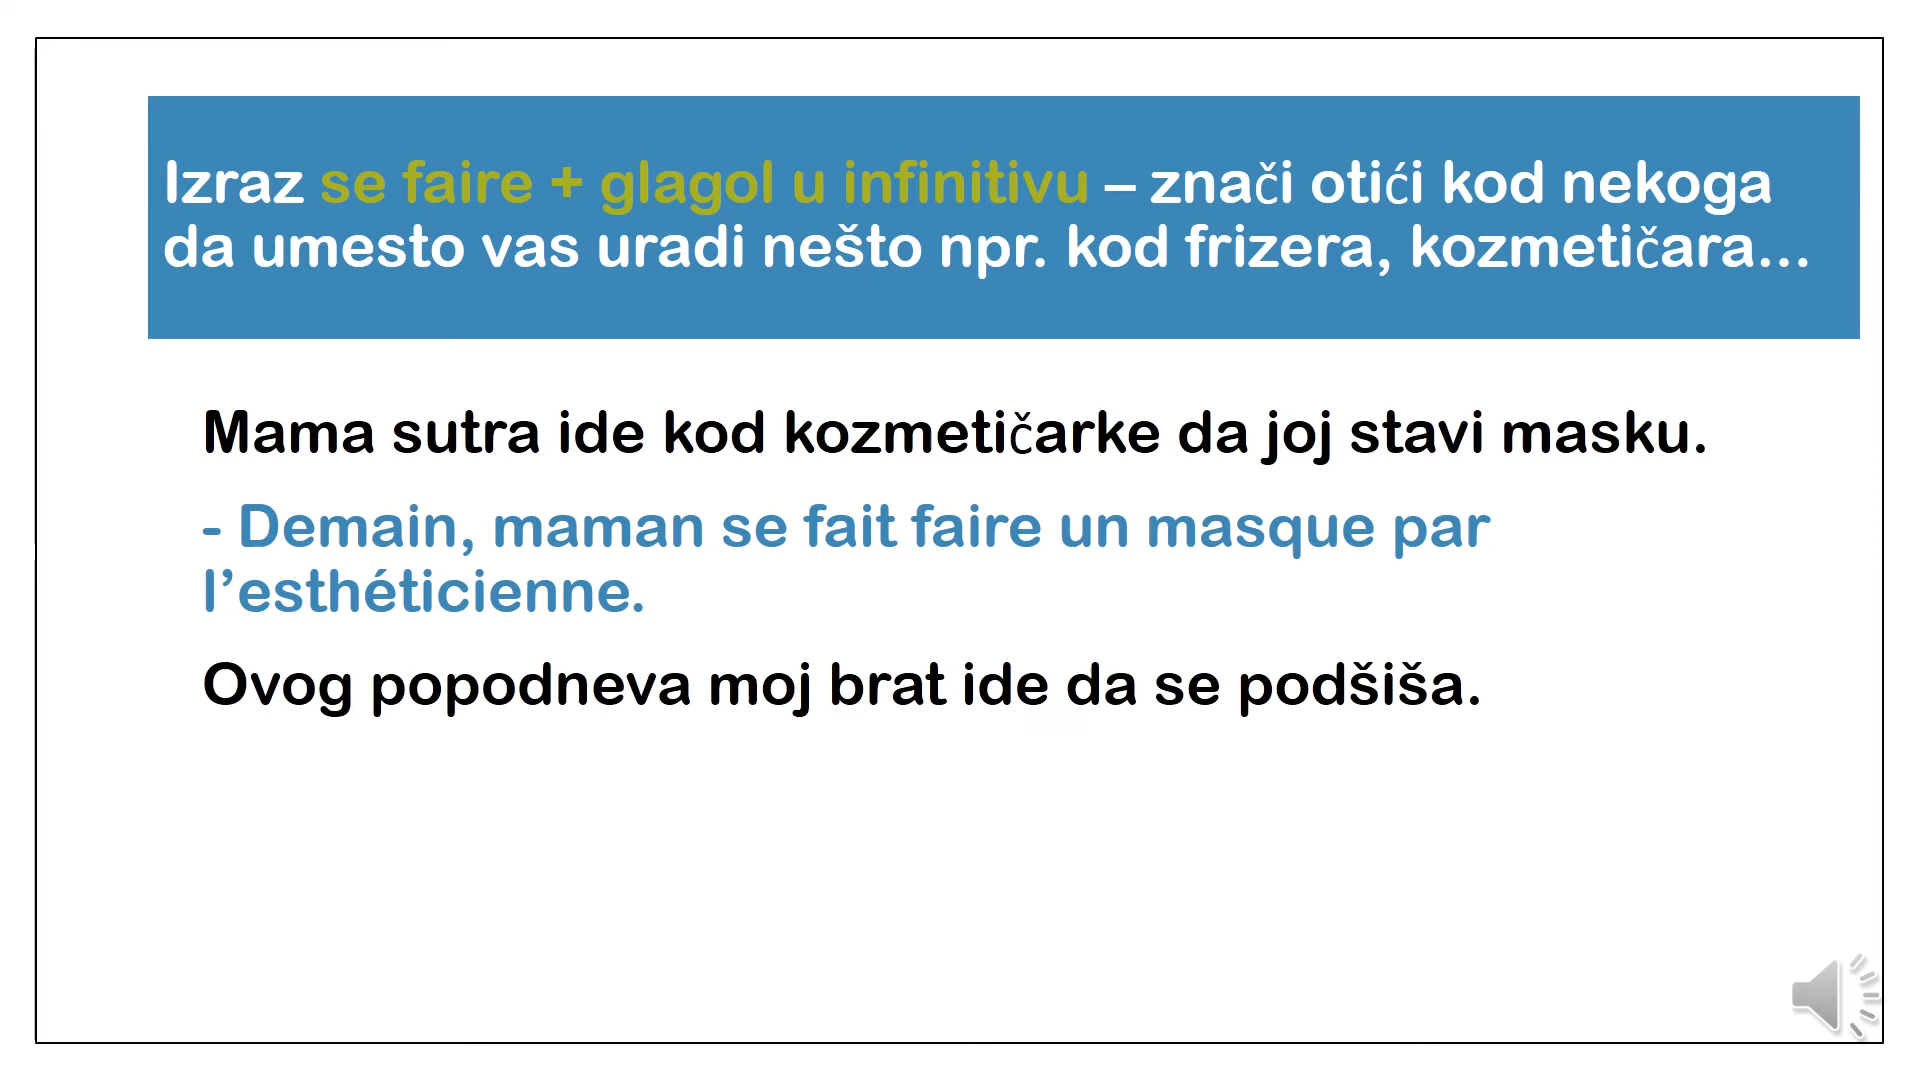 Izraz se faire + glagol u infinitivu – znači otići kod nekoga
da umesto vas uradi nešto npr. kod frizera, kozmetičara…
Mama sutra ide kod kozmetičarke da joj stavi masku.
- Demain, maman se fait faire un masque par
l’esthéticienne.
Ovog popodneva moj brat ide da se podšiša.